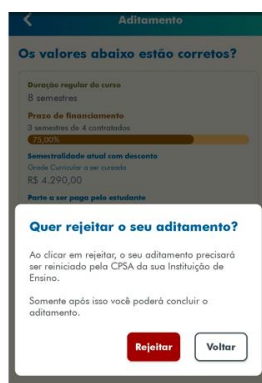 Aditamento
Os valores abaixo estão corretos?
Duração regular do curso
8 semestres
Prazo de financiamento
3 semestres de 4 contratados
75,00%
Semestralidade atual com desconto
Grade Curricular a ser cursada
R$ 4.290,00
Parte a ser paga pelo estudante
Quer rejeitar o seu aditamento?
Ao clicar em rejeitar, o seu aditamento precisará
ser reiniciado pela CPSA da sua Instituição de
Ensino.
Somente após isso você poderá concluir o
aditamento.
Rejeitar
Voltar